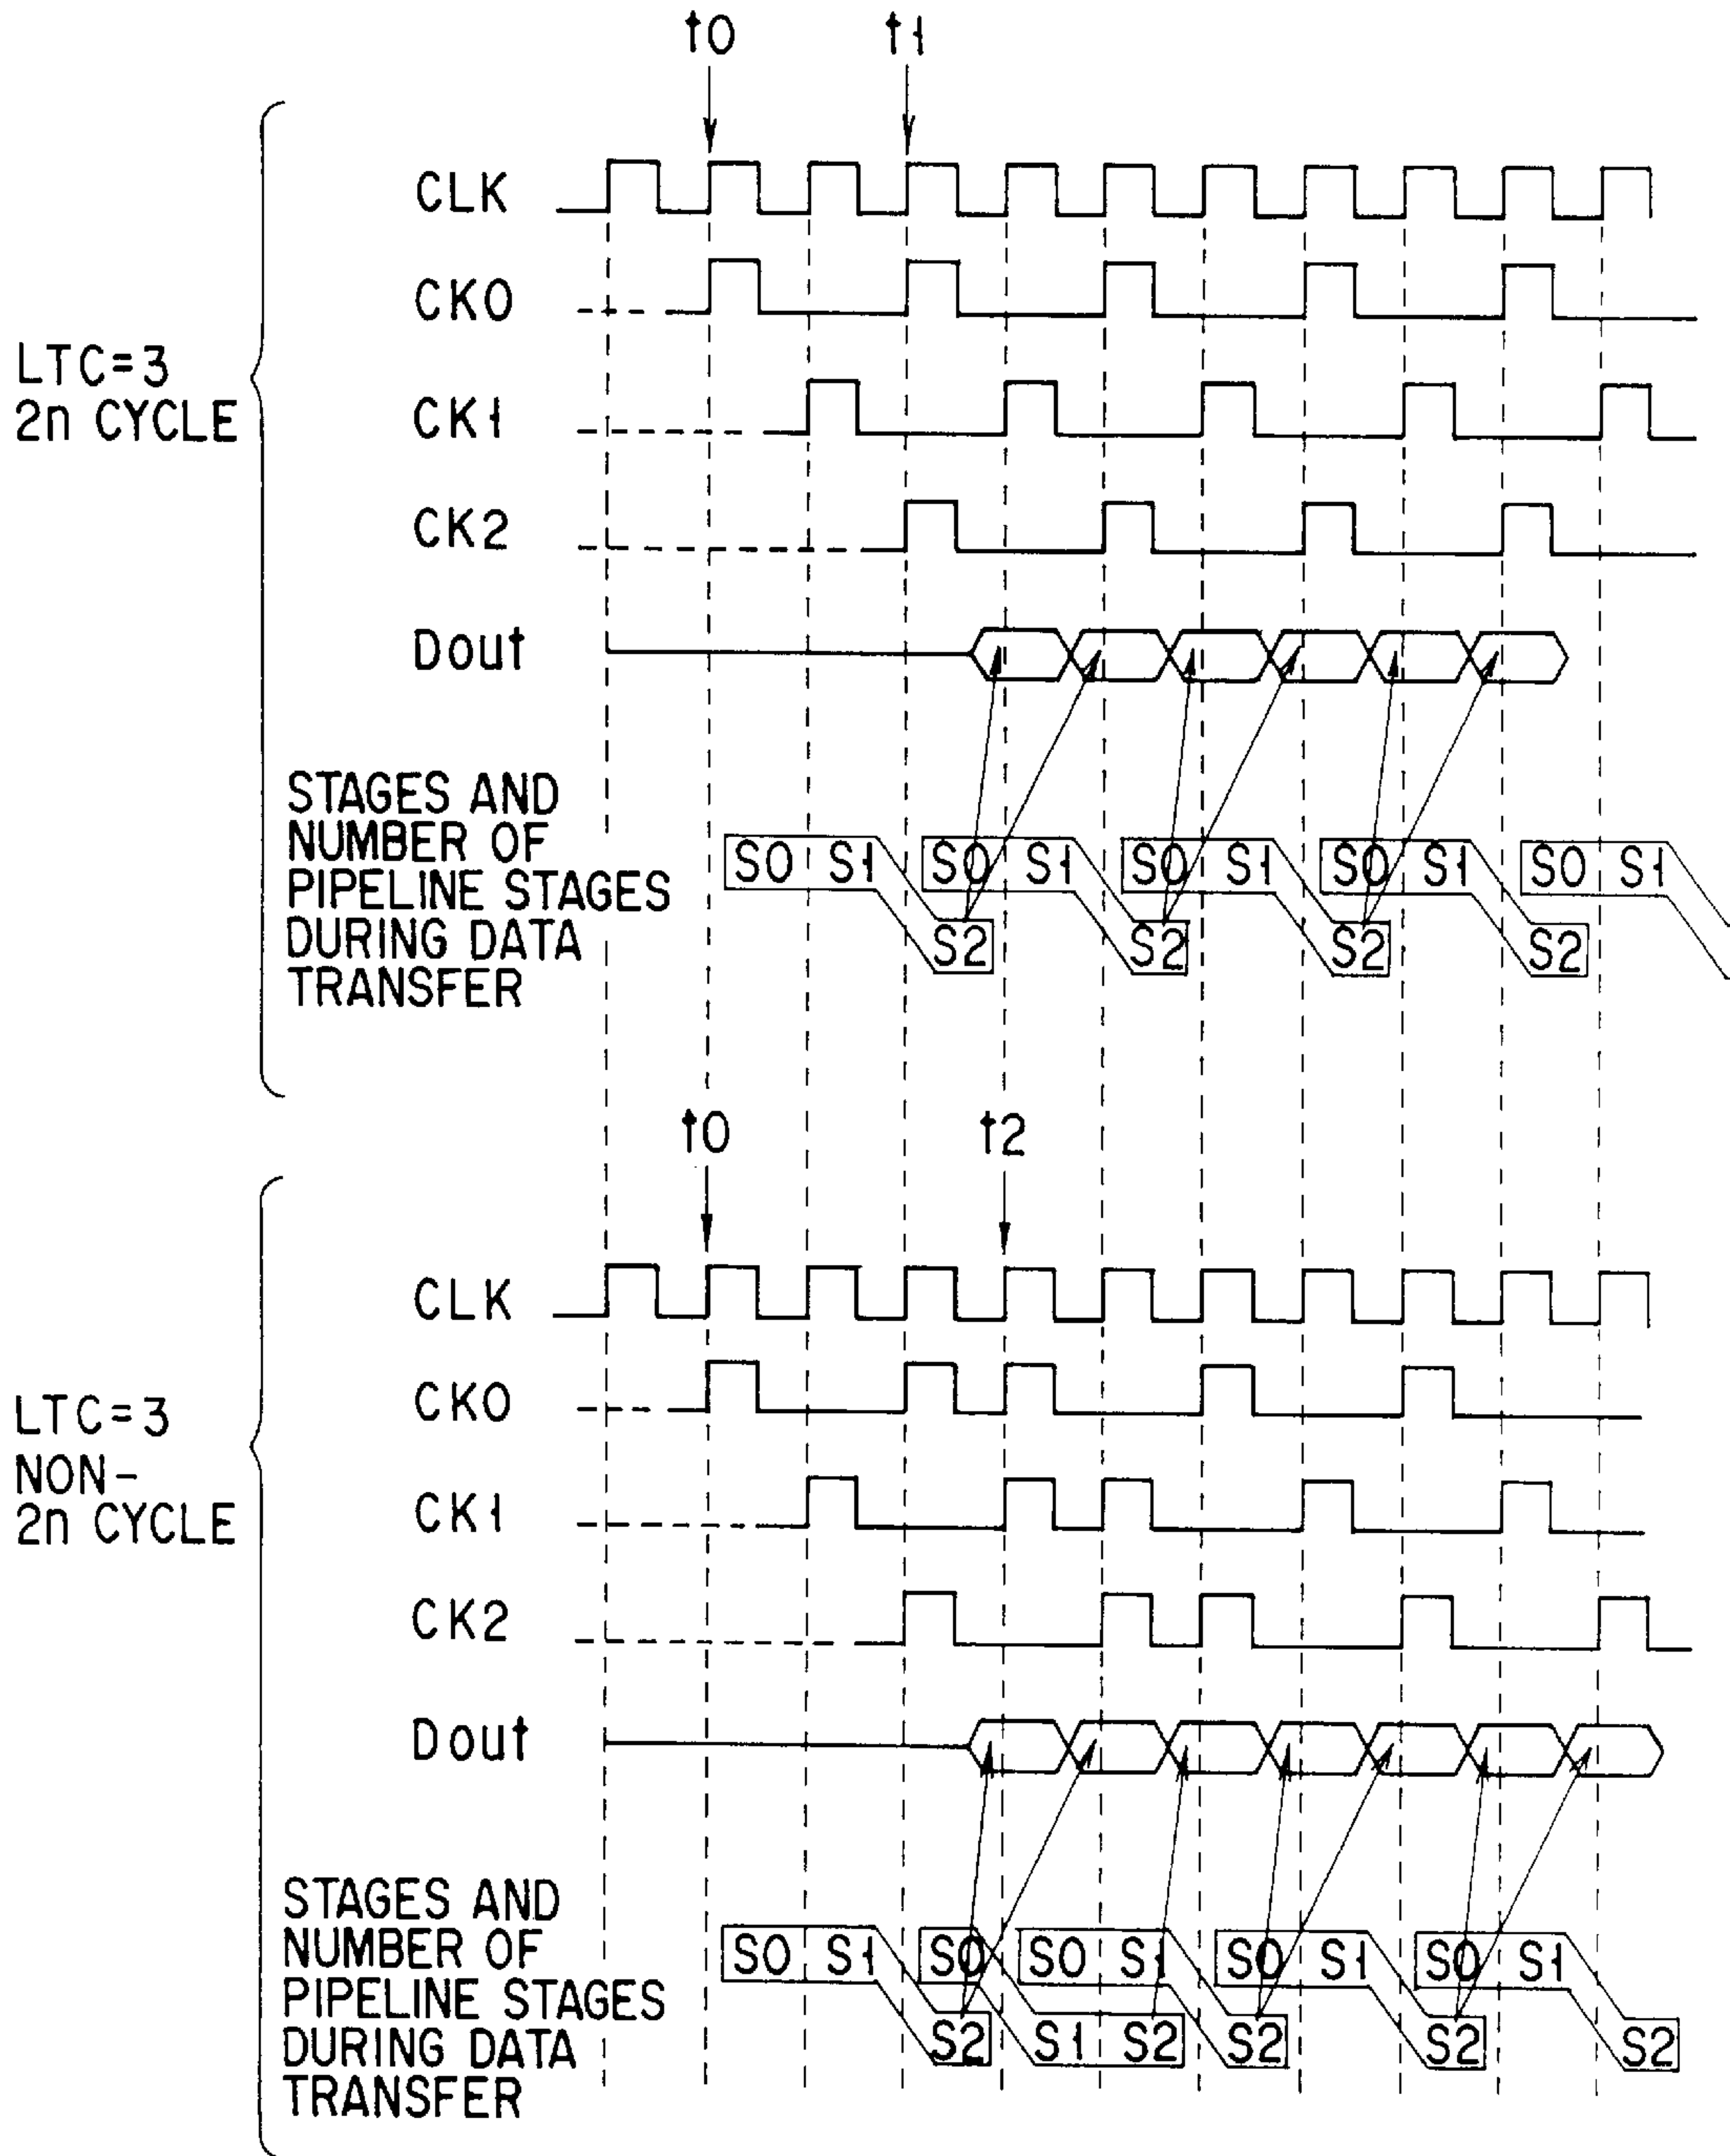 t0 t1
CLK
CK0
LTC=3
2n CYCLE
CK1
CK2
Dout
STAGES AND
NUMBER OF
PIPELINE STAGES
DURING DATA
TRANSFER
S0 S1 S0 S1 S0 S1 S0 S1 S0 S1
S2 S2 S2 S2
t0 t2
CLK
CK0
LTC=3
NON-
2n CYCLE
CK1
CK2
Dout
STAGES AND
NUMBER OF
PIPELINE STAGES
DURING DATA
TRANSFER
S0 S1 S0 S0 S1 S0 S1 S0 S1
S2 S1 S2 S2 S2 S2